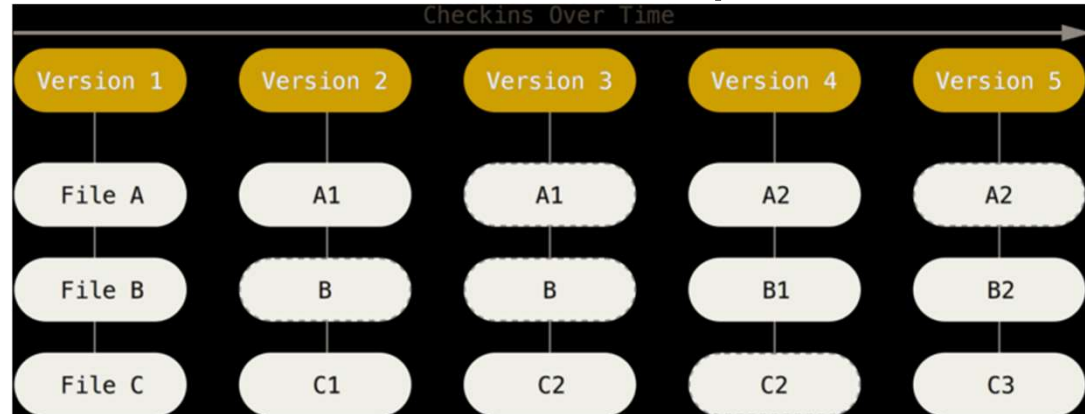 Checkins Over Time
Version 1 Version 2 Version 3 Version 4 Version 5
File A A1 A1 A2 A2
File B B B B1 B2
File C C1 C2 C2 C3